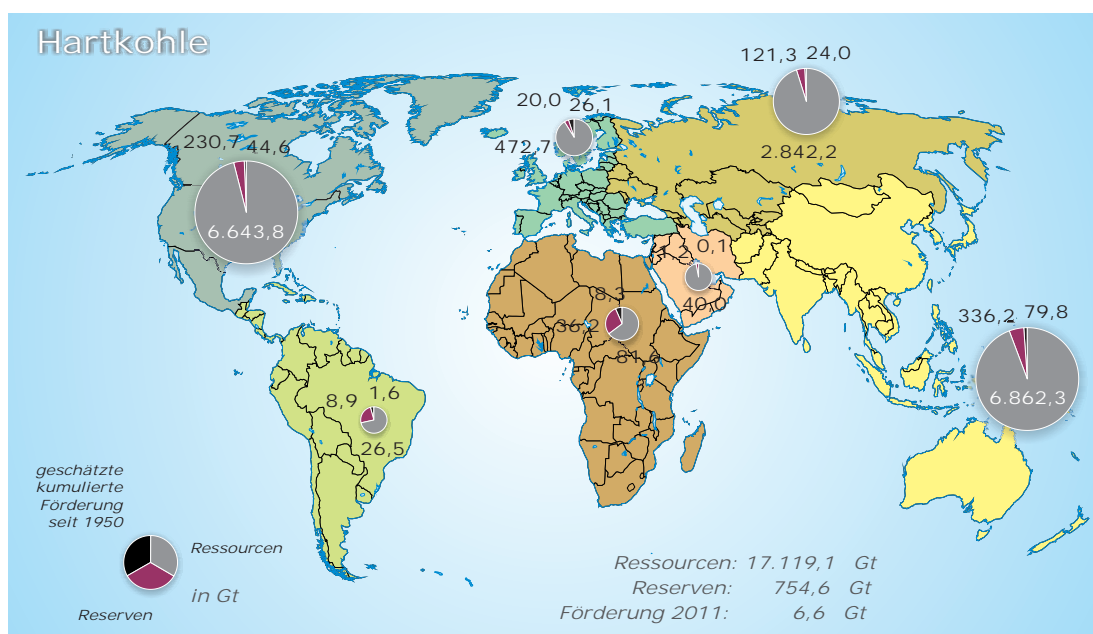 Hartkohle
121,3 24,0
20,0 26,1
472,7
2.842,2
230,7 44,6
6.643,8
1,2 0,1
40,0
8,3
36,2
81,6
336,2 79,8
6.862,3
8,9 1,6
26,5
geschätzte
kumulierte
Förderung
seit 1950
Ressourcen
in Gt
Reserven
Ressourcen: 17.119,1 Gt
Reserven: 754,6 Gt
Förderung 2011: 6,6 Gt